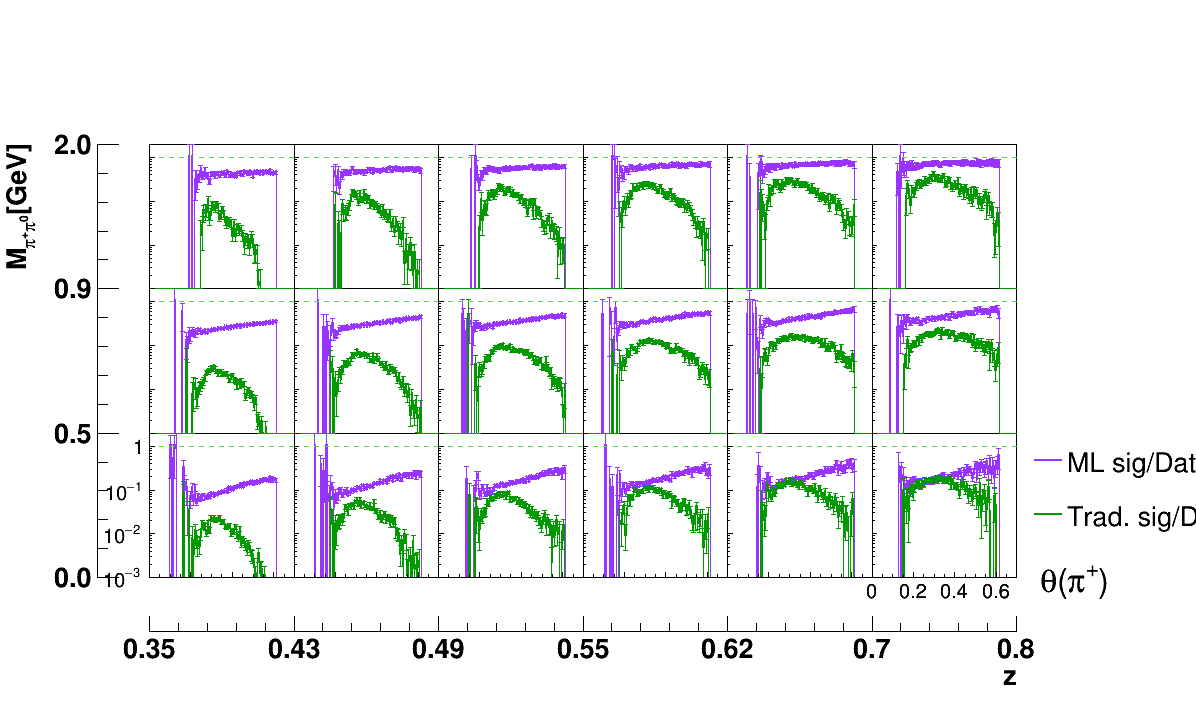 2.0
M π⁺π⁰ [GeV]
0.9
0.5
1
10⁻¹
10⁻²
10⁻³
0.0
ML sig/Dat
Trad. sig/D
0 0.2 0.4 0.6
θ(π⁺)
0.35 0.43 0.49 0.55 0.62 0.7 0.8
z